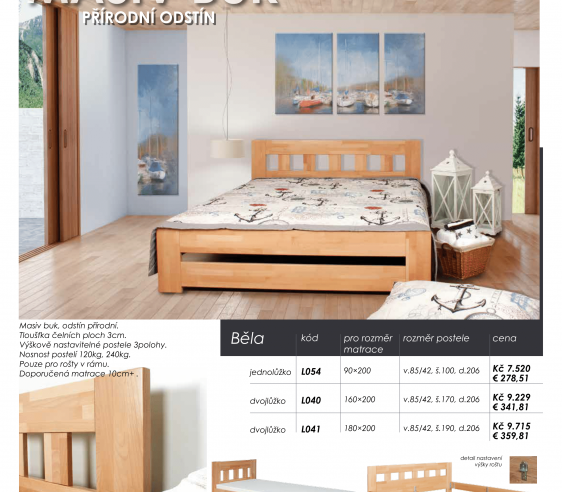 MASIV BUK
PŘÍRODNÍ ODSTÍN
Masiv buk, odstín přírodní.
Tloušťka čelních ploch 3cm.
Výškově nastavitelné postele 3polohy.
Nosnost postelí 120kg, 240kg.
Pouze pro rošty v rámu.
Doporučená matrace 10cm+ .
Běla kód pro rozměr matrace rozměr postele cena
jednolůžko L054 90×200 v.85/42, š.100, d.206 Kč 7.520
€ 278,51
dvojlůžko L040 160×200 v.85/42, š.170, d.206 Kč 9.229
€ 341,81
dvojlůžko L041 180×200 v.85/42, š.190, d.206 Kč 9.715
€ 359,81
detail nastavení
výšky roštu